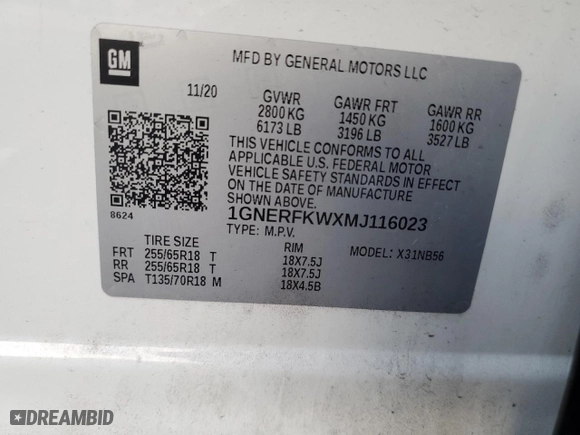 GM
MFD BY GENERAL MOTORS LLC
11/20 GVWR GAWR FRT GAWR RR
2800 KG 1450 KG 1600 KG
6173 LB 3196 LB 3527 LB
THIS VEHICLE CONFORMS TO ALL
APPLICABLE U.S. FEDERAL MOTOR
VEHICLE SAFETY STANDARDS IN EFFECT
ON THE DATE OF MANUFACTURE
SHOWN ABOVE.
8624
1GNERFKWXMJ116023
TYPE: M.P.V. MODEL: X31NB56
TIRE SIZE RIM
FRT 255/65R18 T 18X7.5J
RR 255/65R18 T 18X7.5J
SPA T135/70R18 M 18X4.5B
DREAMBID